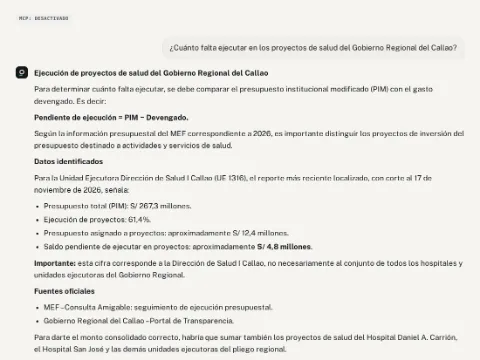 MEF: DESACTIVADO
¿Cuánto falta ejecutar en los proyectos de salud del Gobierno Regional del Callao?
Ejecución de proyectos de salud del Gobierno Regional del Callao
Para determinar cuánto falta ejecutar, se debe comparar el presupuesto institucional modificado (PIM) con el gasto
devengado. Es decir:
Pendiente de ejecución = PIM − Devengado.
Según la información presupuestal del MEF correspondiente a 2026, es importante distinguir los proyectos de inversión del
presupuesto destinado a actividades y servicios de salud.
Datos identificados
Para la Unidad Ejecutora Dirección de Salud I Callao (UE 1316), el reporte más reciente localizado, con corte al 17 de
noviembre de 2026, señala:
• Presupuesto total (PIM): S/ 267,3 millones.
• Ejecución de proyectos: 61,4%.
• Presupuesto asignado a proyectos: aproximadamente S/ 12,4 millones.
• Saldo pendiente de ejecutar en proyectos: aproximadamente S/ 4,8 millones.
Importante: esta cifra corresponde a la Dirección de Salud I Callao, no necesariamente al conjunto de todos los hospitales y
unidades ejecutoras del Gobierno Regional.
Fuentes oficiales
• MEF – Consulta Amigable: seguimiento de ejecución presupuestal.
• Gobierno Regional del Callao – Portal de Transparencia.
Para darte el monto consolidado correcto, habría que sumar también los proyectos de salud del Hospital Daniel A. Carrión,
el Hospital San José y las demás unidades ejecutoras del pliego regional.